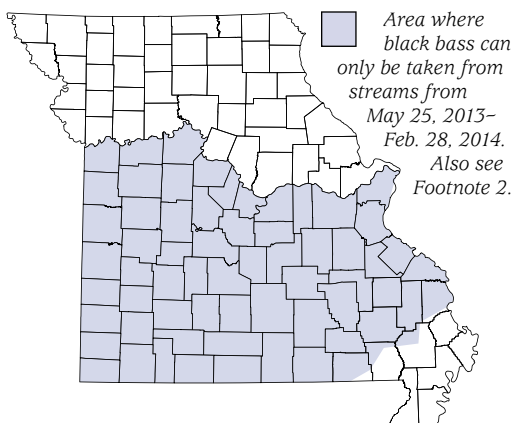 Area where
black bass can
only be taken from
streams from
May 25, 2013–
Feb. 28, 2014.
Also see
Footnote 2.